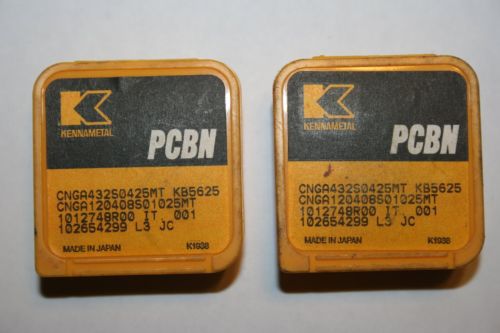 KENNAMETAL
PCBN
CNGA432S0425MT KB5625
CNGA120408S01025MT
1012748R00 IT 001
102654299 L3 JC
MADE IN JAPAN K1938
KENNAMETAL
PCBN
CNGA432S0425MT KB5625
CNGA120408S01025MT
1012748R00 IT 001
102654299 L3 JC
MADE IN JAPAN K1938